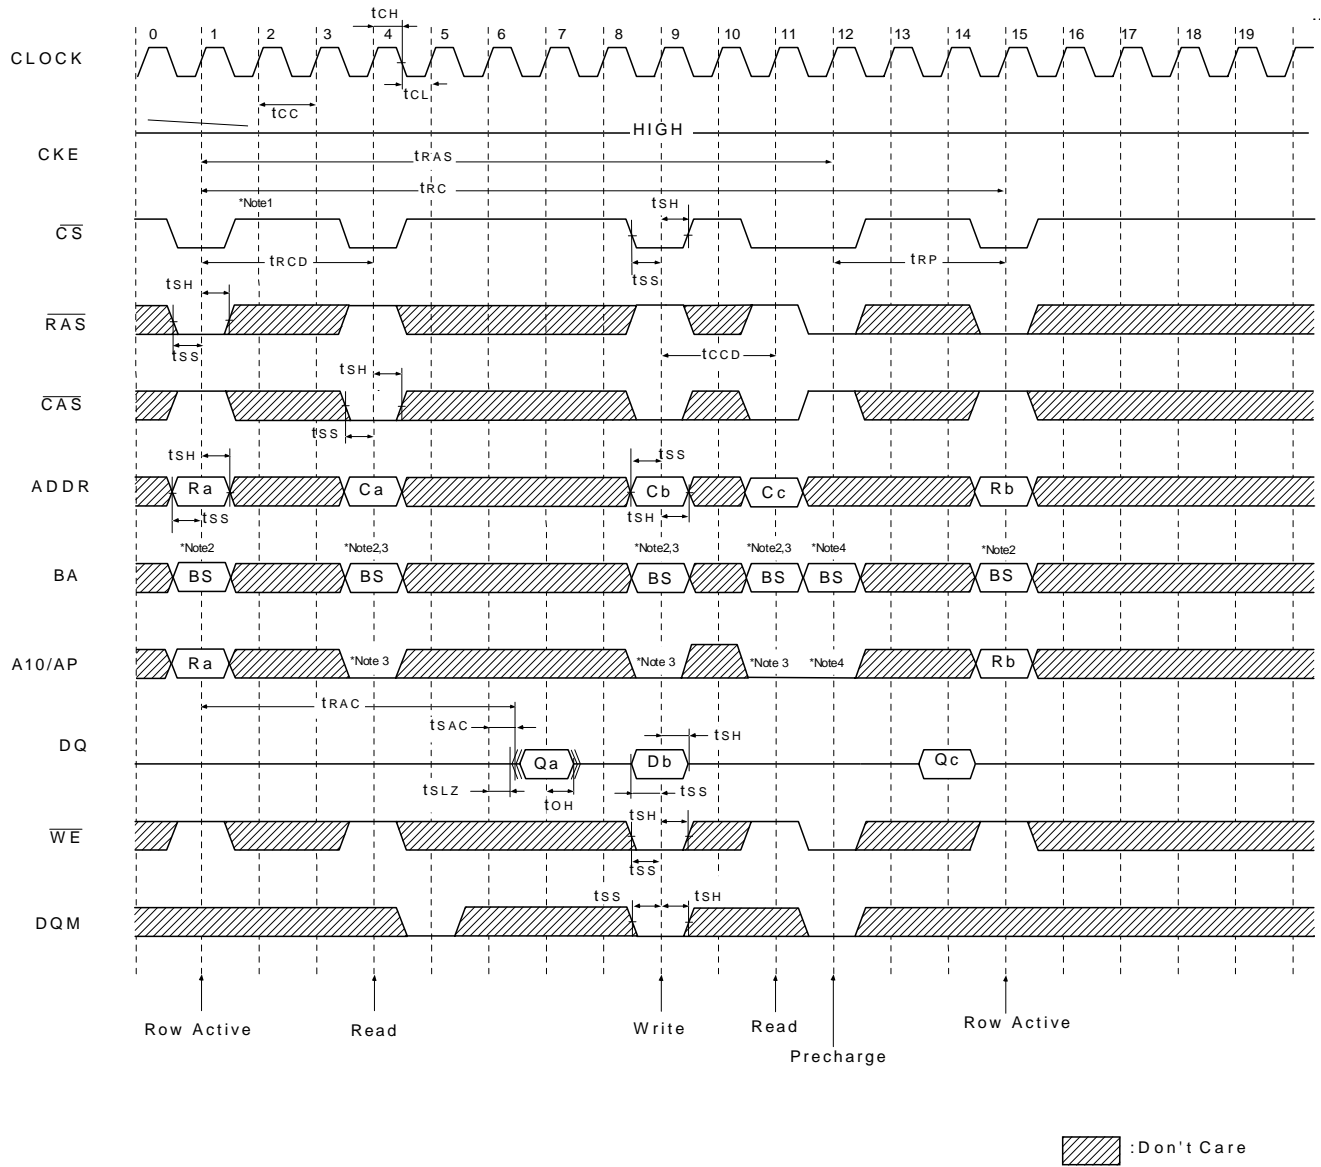 tCH
0 1 2 3 4 5 6 7 8 9 10 11 12 13 14 15 16 17 18 19
CLOCK
tCL
tCC
HIGH
CKE
tRAS
tRC
*Note1
tSH
CS
tRCD
tRP
tSS
tSH
RAS
tSS
tCCD
tSH
CAS
tSS
tSH
tSS
ADDR
Ra Ca Cb Cc Rb
tSS
tSH
*Note2 *Note2,3 *Note2,3 *Note2,3 *Note4 *Note2
BA
BS BS BS BS BS BS
A10/AP
Ra *Note 3 *Note 3 *Note 3 *Note4 Rb
tRAC
tSAC
tSH
DQ
Qa Db Qc
tSLZ
tOH
tSS
tSH
WE
tSS
tSS
tSH
DQM
Row Active
Read
Write
Read
Row Active
Precharge
:Don't Care